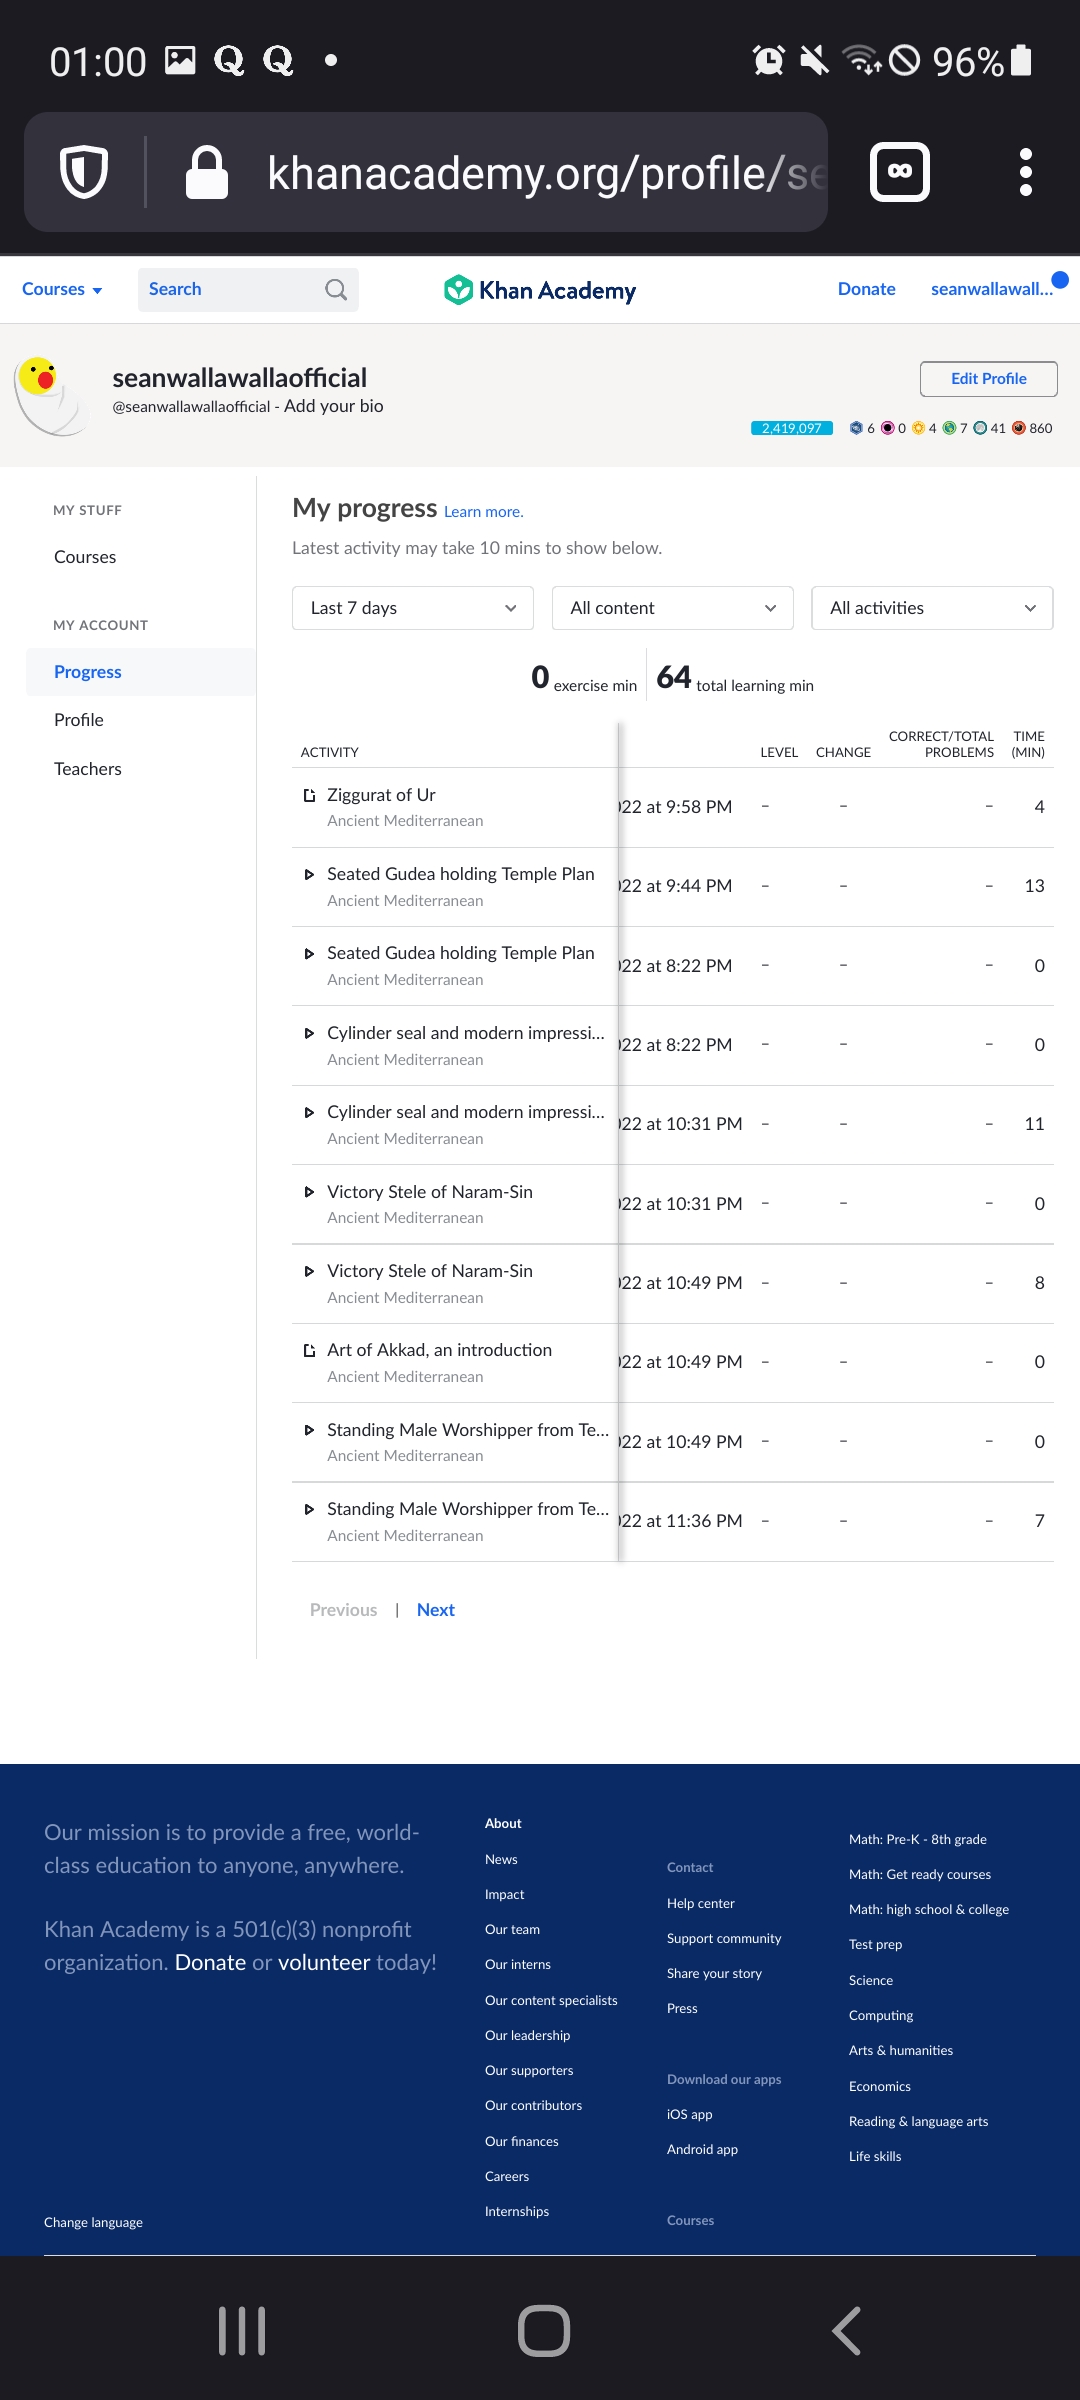 01:00 96%
khanacademy.org/profile/se
Courses Search Khan Academy Donate seanwallawall...
seanwallawallaofficial
@seanwallawallaofficial - Add your bio
Edit Profile
2,419,097 6 0 4 7 41 860
MY STUFF
Courses
MY ACCOUNT
Progress
Profile
Teachers
My progress Learn more.
Latest activity may take 10 mins to show below.
Last 7 days All content All activities
0 exercise min 64 total learning min
ACTIVITY LEVEL CHANGE CORRECT/TOTAL PROBLEMS TIME (MIN)
Ziggurat of Ur
Ancient Mediterranean
022 at 9:58 PM – – – 4
Seated Gudea holding Temple Plan
Ancient Mediterranean
022 at 9:44 PM – – – 13
Seated Gudea holding Temple Plan
Ancient Mediterranean
022 at 8:22 PM – – – 0
Cylinder seal and modern impressi...
Ancient Mediterranean
022 at 8:22 PM – – – 0
Cylinder seal and modern impressi...
Ancient Mediterranean
022 at 10:31 PM – – – 11
Victory Stele of Naram-Sin
Ancient Mediterranean
022 at 10:31 PM – – – 0
Victory Stele of Naram-Sin
Ancient Mediterranean
022 at 10:49 PM – – – 8
Art of Akkad, an introduction
Ancient Mediterranean
022 at 10:49 PM – – – 0
Standing Male Worshipper from Te...
Ancient Mediterranean
022 at 10:49 PM – – – 0
Standing Male Worshipper from Te...
Ancient Mediterranean
022 at 11:36 PM – – – 7
Previous | Next
Our mission is to provide a free, world-
class education to anyone, anywhere.
Khan Academy is a 501(c)(3) nonprofit
organization. Donate or volunteer today!
Change language
About
News
Impact
Our team
Our interns
Our content specialists
Our leadership
Our supporters
Our contributors
Our finances
Careers
Internships
Contact
Help center
Support community
Share your story
Press
Download our apps
iOS app
Android app
Courses
Math: Pre-K - 8th grade
Math: Get ready courses
Math: high school & college
Test prep
Science
Computing
Arts & humanities
Economics
Reading & language arts
Life skills